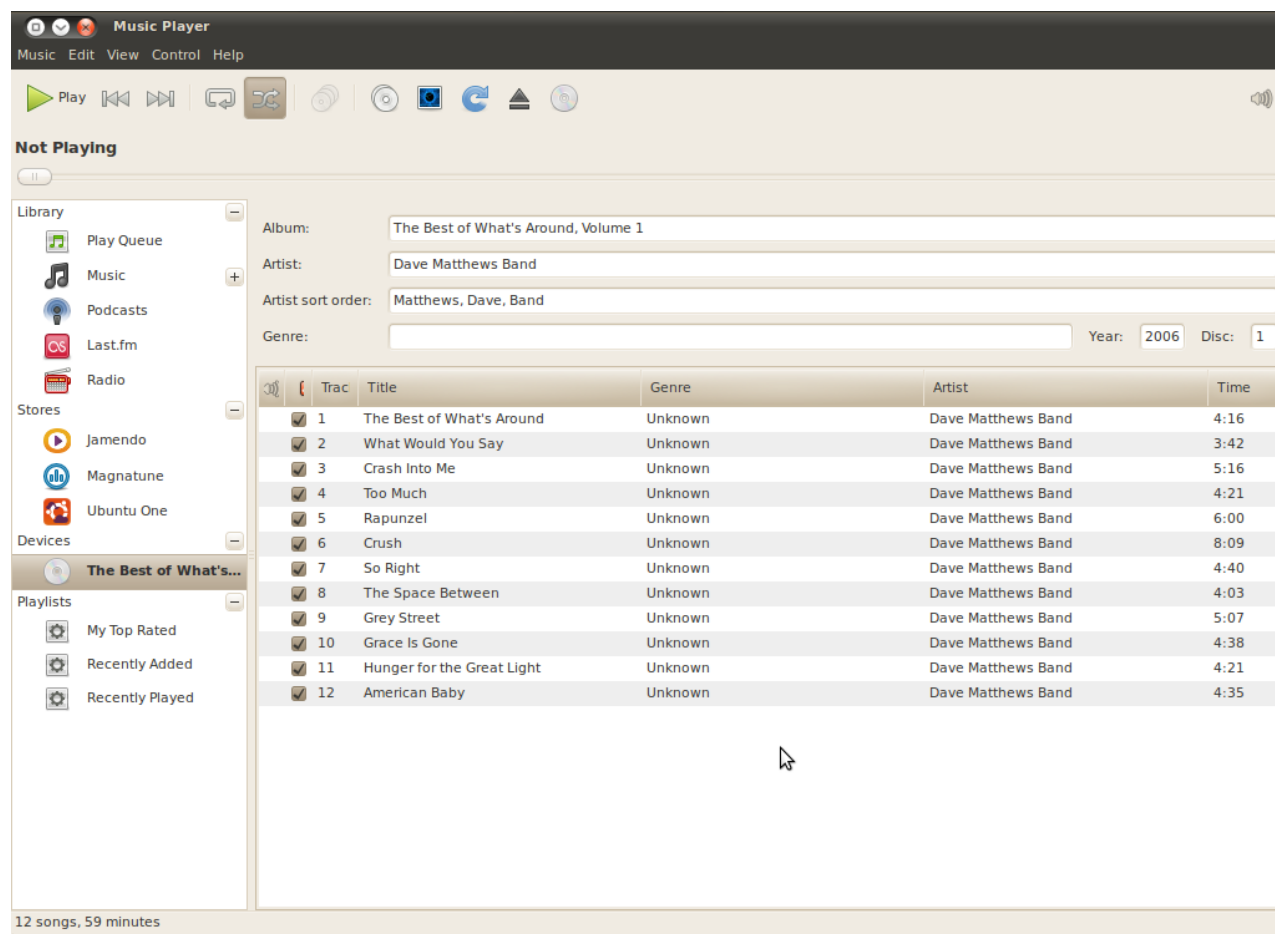 Music Player
Music Edit View Control Help
Play
Not Playing
Library
Play Queue
Music
Podcasts
Last.fm
Radio
Stores
Jamendo
Magnatune
Ubuntu One
Devices
The Best of What's...
Playlists
My Top Rated
Recently Added
Recently Played
Album: The Best of What's Around, Volume 1
Artist: Dave Matthews Band
Artist sort order: Matthews, Dave, Band
Genre: Year: 2006 Disc: 1
Trac Title Genre Artist Time
1 The Best of What's Around Unknown Dave Matthews Band 4:16
2 What Would You Say Unknown Dave Matthews Band 3:42
3 Crash Into Me Unknown Dave Matthews Band 5:16
4 Too Much Unknown Dave Matthews Band 4:21
5 Rapunzel Unknown Dave Matthews Band 6:00
6 Crush Unknown Dave Matthews Band 8:09
7 So Right Unknown Dave Matthews Band 4:40
8 The Space Between Unknown Dave Matthews Band 4:03
9 Grey Street Unknown Dave Matthews Band 5:07
10 Grace Is Gone Unknown Dave Matthews Band 4:38
11 Hunger for the Great Light Unknown Dave Matthews Band 4:21
12 American Baby Unknown Dave Matthews Band 4:35
12 songs, 59 minutes